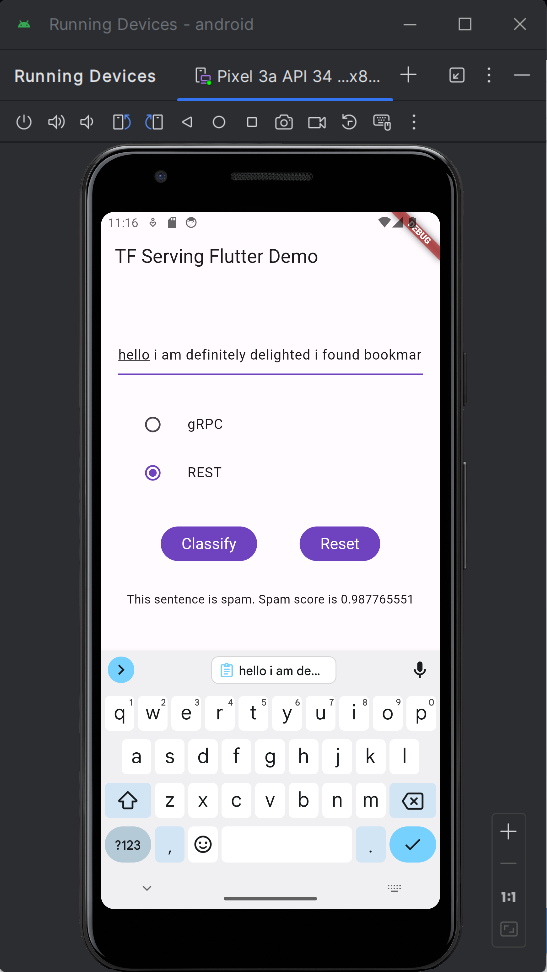 Running Devices - android
Running Devices
Pixel 3a API 34 ...x8...
11:16
DEBUG
TF Serving Flutter Demo
hello i am definitely delighted i found bookmar
gRPC
REST
Classify
Reset
This sentence is spam. Spam score is 0.987765551
hello i am de...
q1 w2 e3 r4 t5 y6 u7 i8 o9 p0
a s d f g h j k l
z x c v b n m
?123 , .
1:1